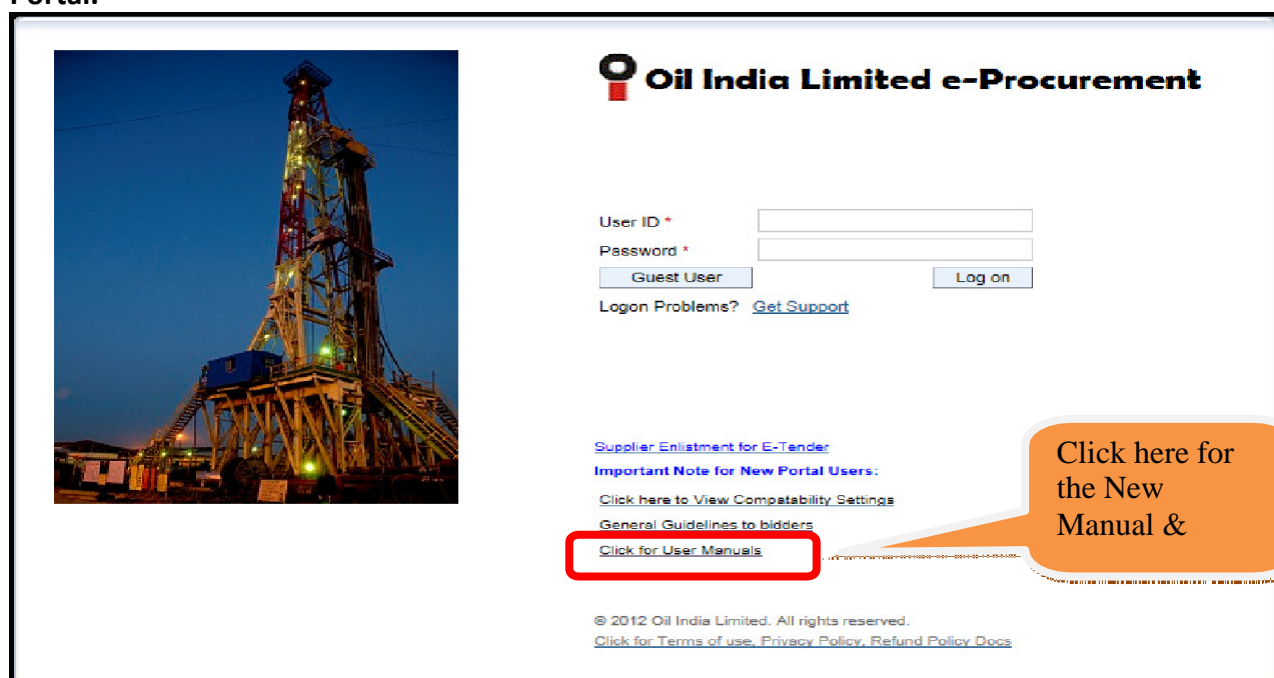 Portal.
Oil India Limited e-Procurement
User ID *
Password *
Guest User
Log on
Logon Problems? Get Support
Supplier Enlistment for E-Tender
Important Note for New Portal Users:
Click here to View Compatability Settings
General Guidelines to bidders
Click for User Manuals
Click here for
the New
Manual &
© 2012 Oil India Limited. All rights reserved.
Click for Terms of use, Privacy Policy, Refund Policy Docs